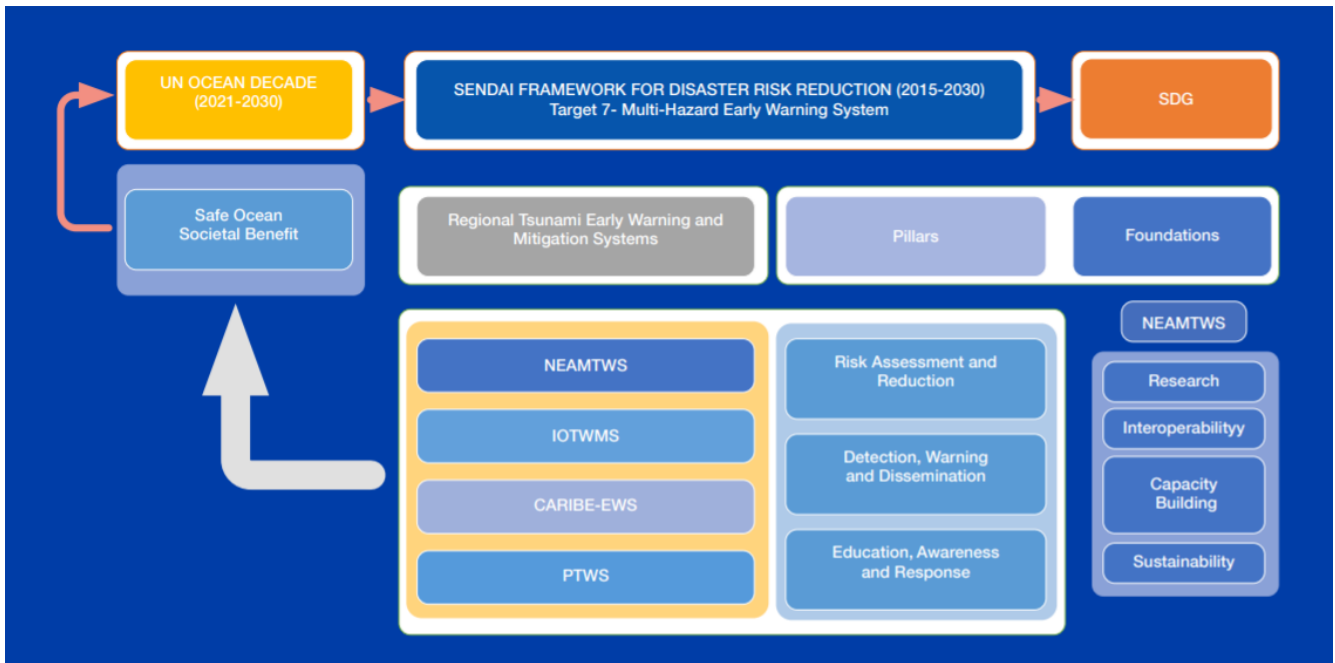 UN OCEAN DECADE
(2021-2030)
SENDAI FRAMEWORK FOR DISASTER RISK REDUCTION (2015-2030)
Target 7- Multi-Hazard Early Warning System
SDG
Safe Ocean
Societal Benefit
Regional Tsunami Early Warning and
Mitigation Systems
Pillars
Foundations
NEAMTWS
IOTWMS
CARIBE-EWS
PTWS
Risk Assessment and
Reduction
Detection, Warning
and Dissemination
Education, Awareness
and Response
NEAMTWS
Research
Interoperabilityy
Capacity
Building
Sustainability